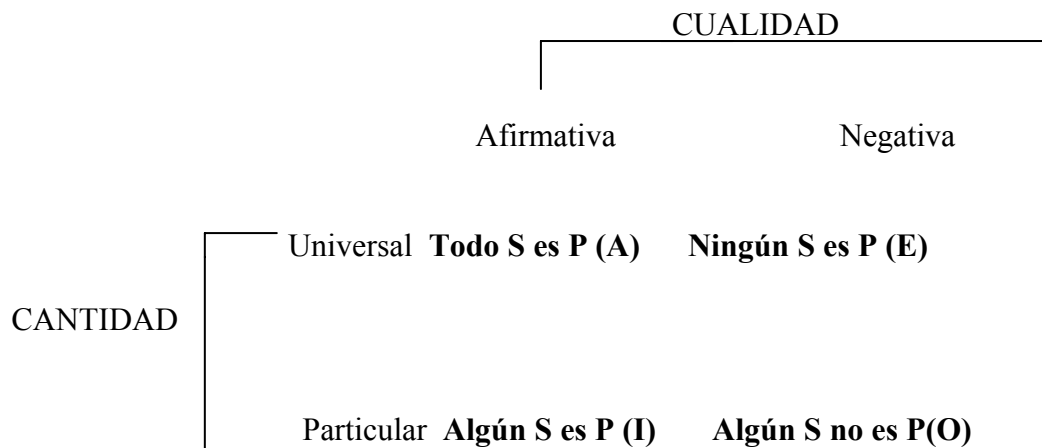 CUALIDAD
Afirmativa Negativa
Universal Todo S es P (A) Ningún S es P (E)
CANTIDAD
Particular Algún S es P (I) Algún S no es P(O)